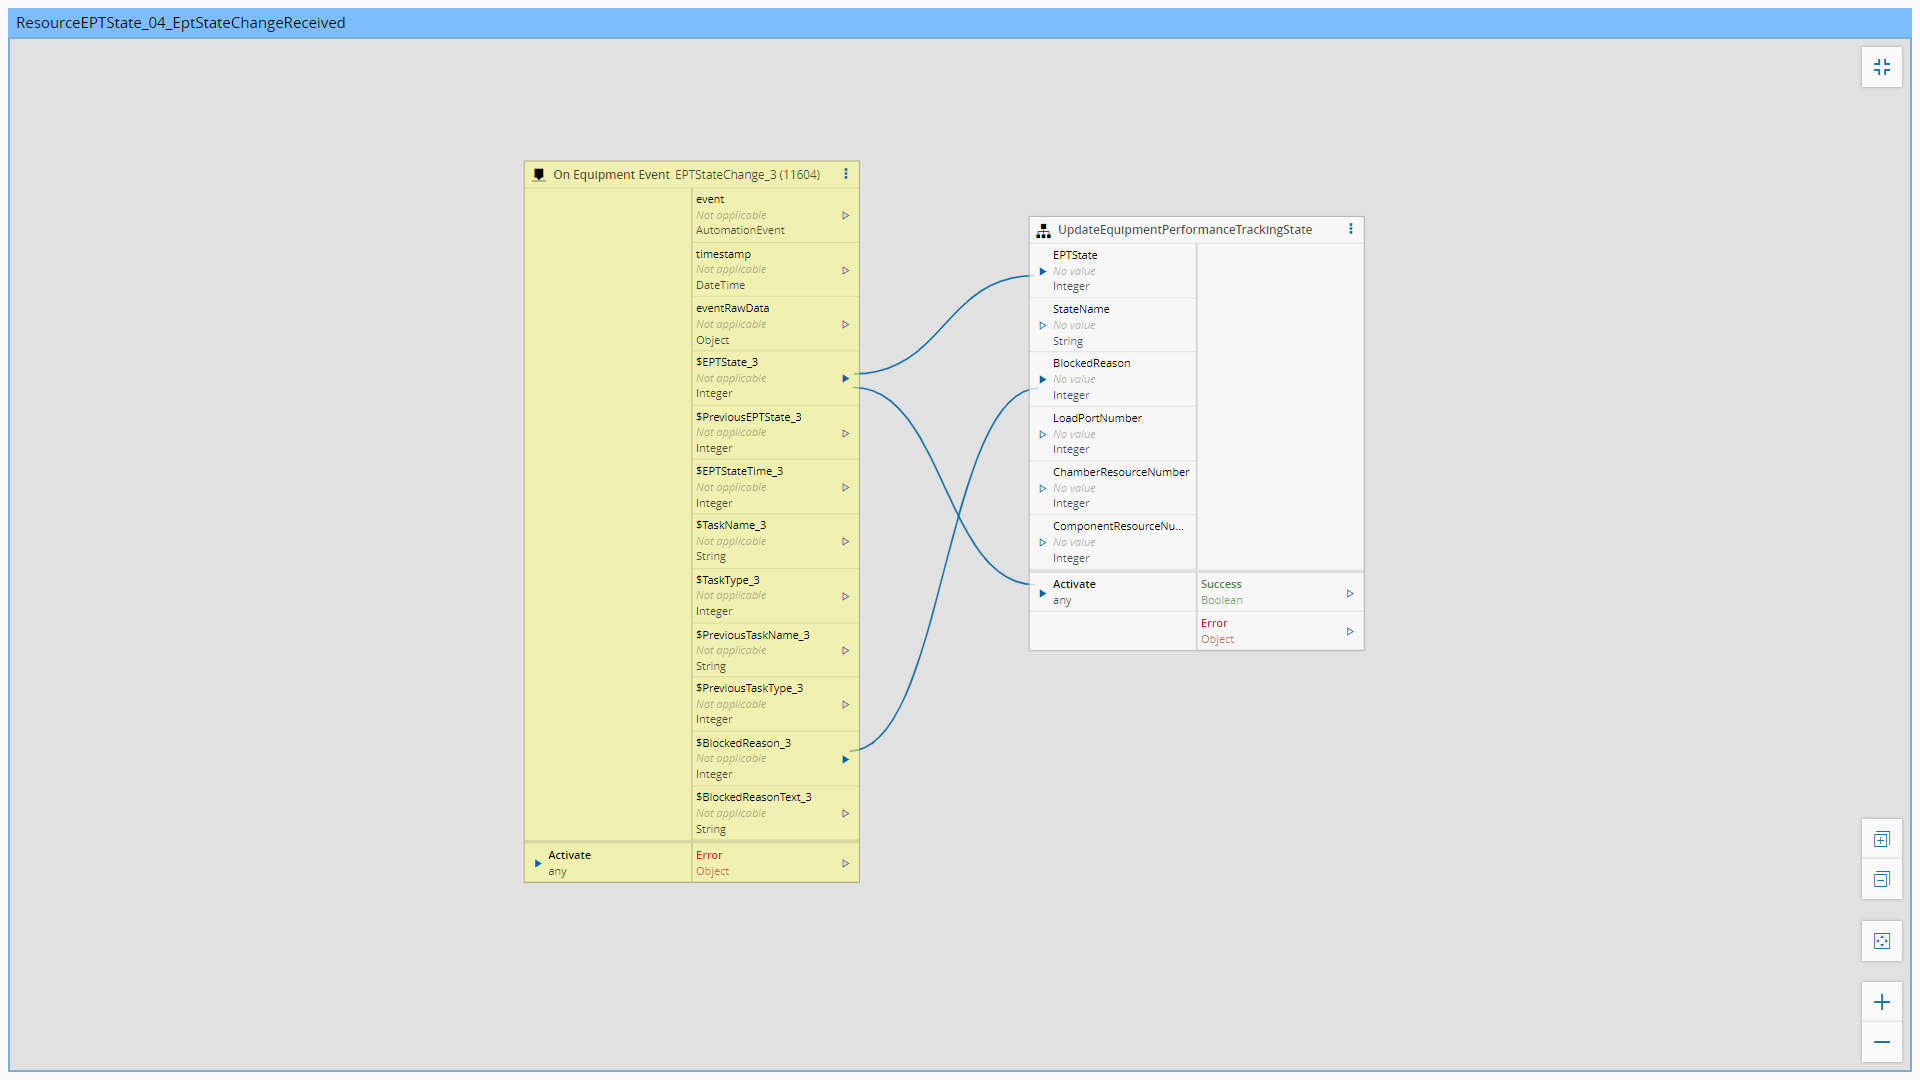 ResourceEPTState_04_EptStateChangeReceived
On Equipment Event EPTStateChange_3 (11604)
event
Not applicable
AutomationEvent
timestamp
Not applicable
DateTime
eventRawData
Not applicable
Object
$EPTState_3
Not applicable
Integer
$PreviousEPTState_3
Not applicable
Integer
$EPTStateTime_3
Not applicable
Integer
$TaskName_3
Not applicable
String
$TaskType_3
Not applicable
Integer
$PreviousTaskName_3
Not applicable
String
$PreviousTaskType_3
Not applicable
Integer
$BlockedReason_3
Not applicable
Integer
$BlockedReasonText_3
Not applicable
String
Activate
any
Error
Object
UpdateEquipmentPerformanceTrackingState
EPTState
No value
Integer
StateName
No value
String
BlockedReason
No value
Integer
LoadPortNumber
No value
Integer
ChamberResourceNumber
No value
Integer
ComponentResourceNu...
No value
Integer
Activate
any
Success
Boolean
Error
Object